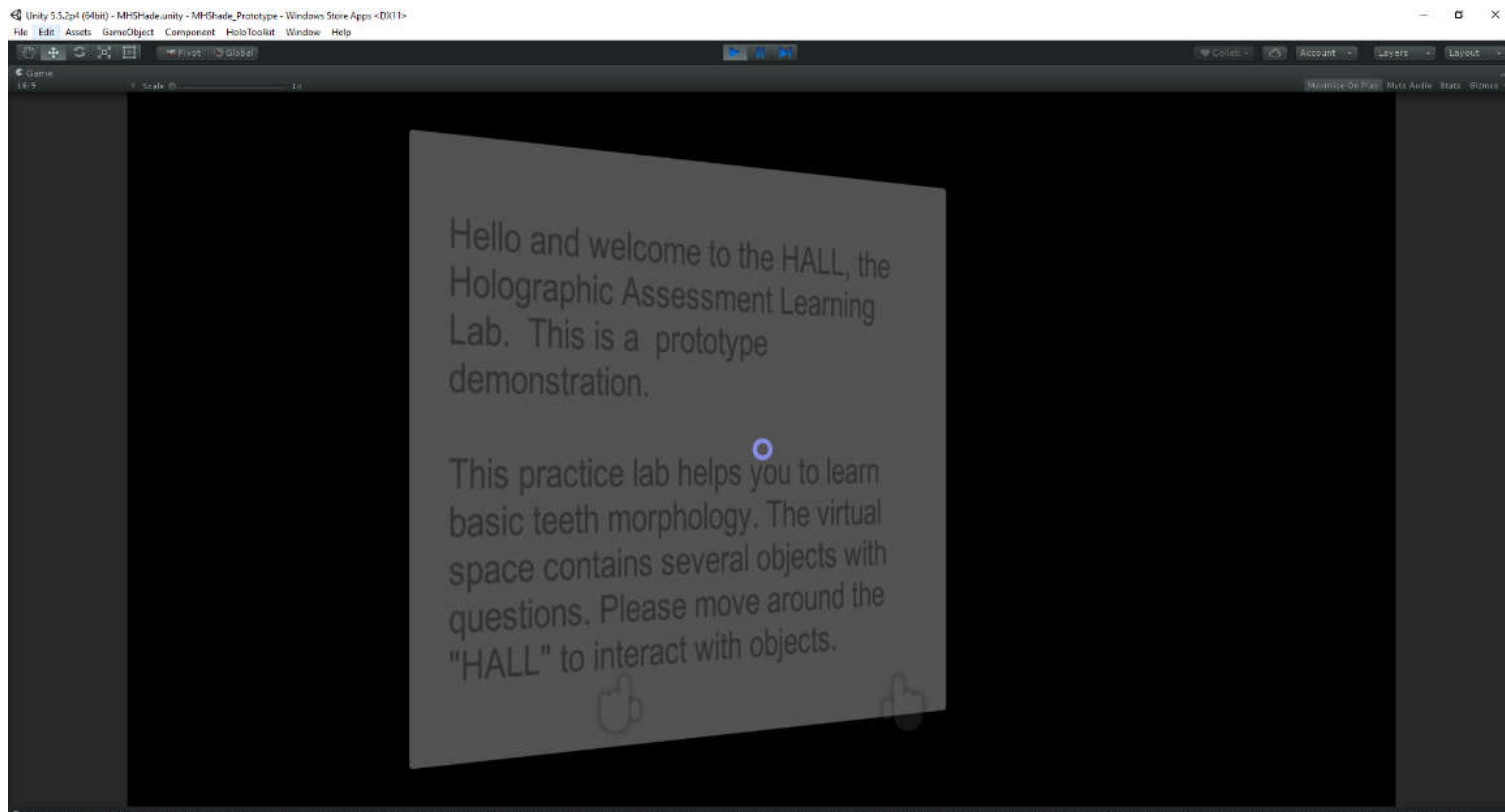 Unity 5.5.2p4 (64bit) - MHSHade.unity - MHSHade_Prototype - Windows Store Apps <DX11>
File Edit Assets GameObject Component HoloToolkit Window Help
Pivot Global Collab Account Layers Layout
Game
16:9 Scale 1x Maximize On Play Mute Audio Stats Gizmos
Hello and welcome to the HALL, the
Holographic Assessment Learning
Lab. This is a prototype
demonstration.
This practice lab helps you to learn
basic teeth morphology. The virtual
space contains several objects with
questions. Please move around the
"HALL" to interact with objects.